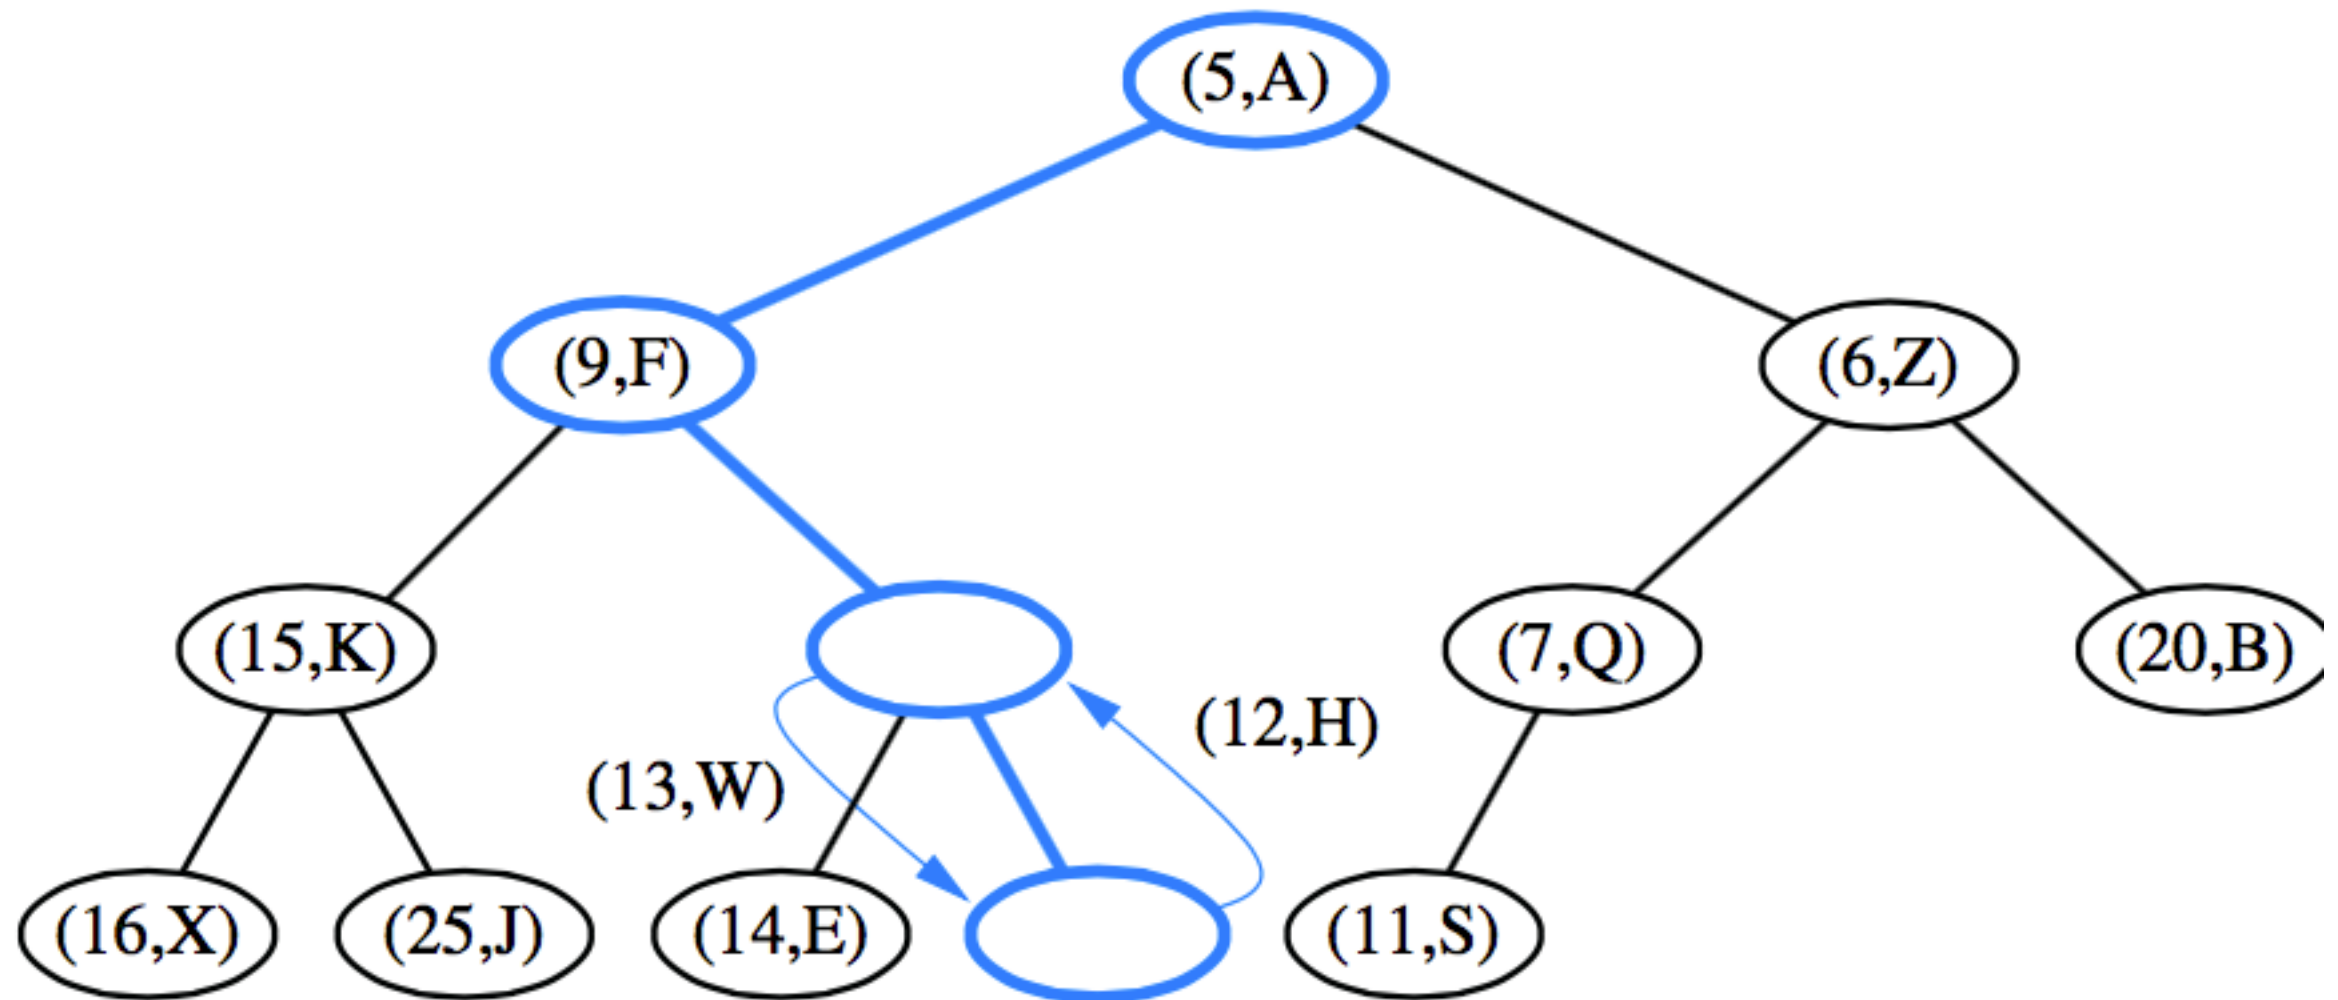 (5,A)
(9,F)
(6,Z)
(15,K)
(7,Q)
(20,B)
(12,H)
(13,W)
(16,X)
(25,J)
(14,E)
(11,S)